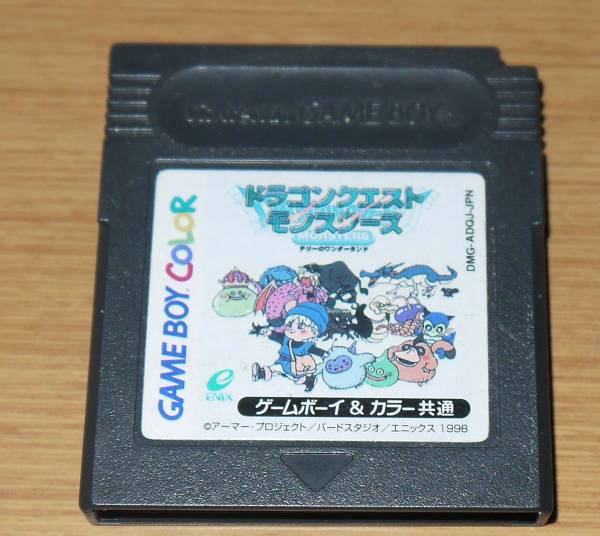 Nintendo GAME BOY
GAME BOY COLOR
ドラゴンクエスト
モンスターズ
MONSTERS
テリーのワンダーランド
DMG-ADQJ-JPN
ENIX
ゲームボーイ & カラー共通
©アーマー・プロジェクト/バードスタジオ/エニックス 1998